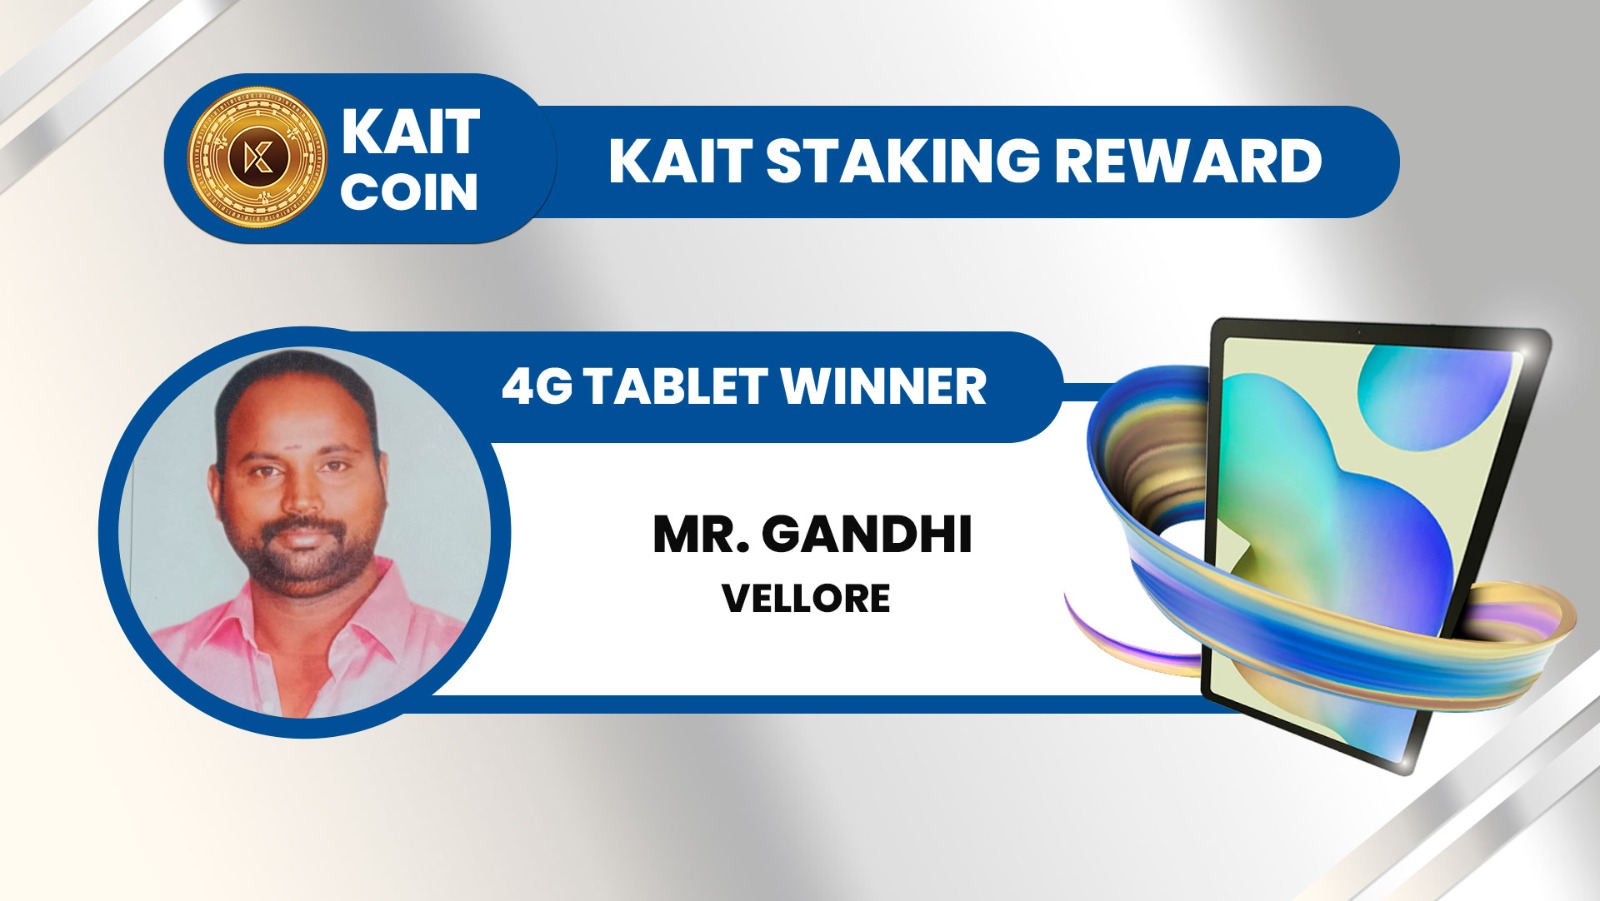 KAIT
COIN
KAIT STAKING REWARD
4G TABLET WINNER
MR. GANDHI
VELLORE